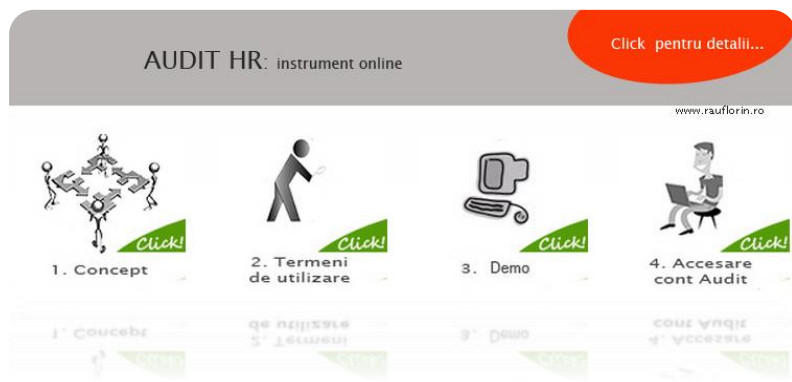 AUDIT HR: instrument online
Click pentru detalii...
www.rauflorin.ro
Click!
1. Concept
Click!
2. Termeni
de utilizare
Click!
3. Demo
Click!
4. Accesare
cont Audit